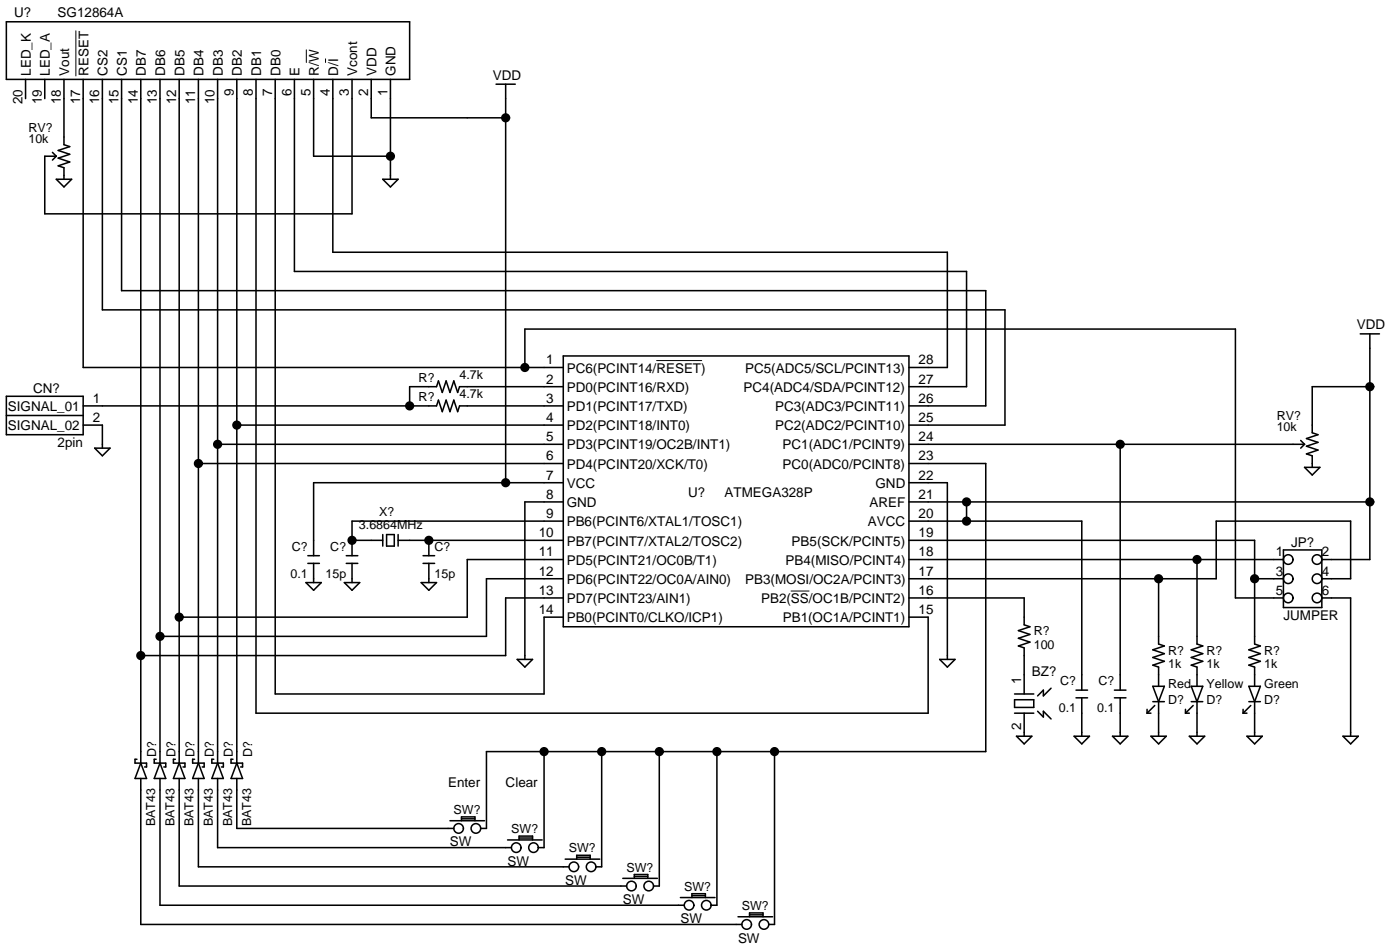 U? SG12864A
LED_K
LED_A
Vout
RESET
CS2
CS1
DB7
DB6
DB5
DB4
DB3
DB2
DB1
DB0
E
R/W
D/I
Vcont
VDD
GND
20
19
18
17
16
15
14
13
12
11
10
9
8
7
6
5
4
3
2
1
VDD
RV?
10k
VDD
CN?
SIGNAL_01 1
SIGNAL_02 2
2pin
R? 4.7k
R? 4.7k
1 PC6(PCINT14/RESET)
2 PD0(PCINT16/RXD)
3 PD1(PCINT17/TXD)
4 PD2(PCINT18/INT0)
5 PD3(PCINT19/OC2B/INT1)
6 PD4(PCINT20/XCK/T0)
7 VCC
8 GND
9 PB6(PCINT6/XTAL1/TOSC1)
10 PB7(PCINT7/XTAL2/TOSC2)
11 PD5(PCINT21/OC0B/T1)
12 PD6(PCINT22/OC0A/AIN0)
13 PD7(PCINT23/AIN1)
14 PB0(PCINT0/CLKO/ICP1)
U? ATMEGA328P
PC5(ADC5/SCL/PCINT13) 28
PC4(ADC4/SDA/PCINT12) 27
PC3(ADC3/PCINT11) 26
PC2(ADC2/PCINT10) 25
PC1(ADC1/PCINT9) 24
PC0(ADC0/PCINT8) 23
GND 22
AREF 21
AVCC 20
PB5(SCK/PCINT5) 19
PB4(MISO/PCINT4) 18
PB3(MOSI/OC2A/PCINT3) 17
PB2(SS/OC1B/PCINT2) 16
PB1(OC1A/PCINT1) 15
RV?
10k
X?
3.6864MHz
C?
0.1
C?
15p
C?
15p
JP?
1 2
3 4
5 6
JUMPER
R?
100
1
BZ?
2
C?
0.1
C?
0.1
R?
1k
Red
D?
R?
1k
Yellow
D?
R?
1k
Green
D?
D?
D?
D?
D?
D?
D?
BAT43
BAT43
BAT43
BAT43
BAT43
BAT43
Enter Clear
SW?
SW
SW?
SW
SW?
SW
SW?
SW
SW?
SW
SW?
SW